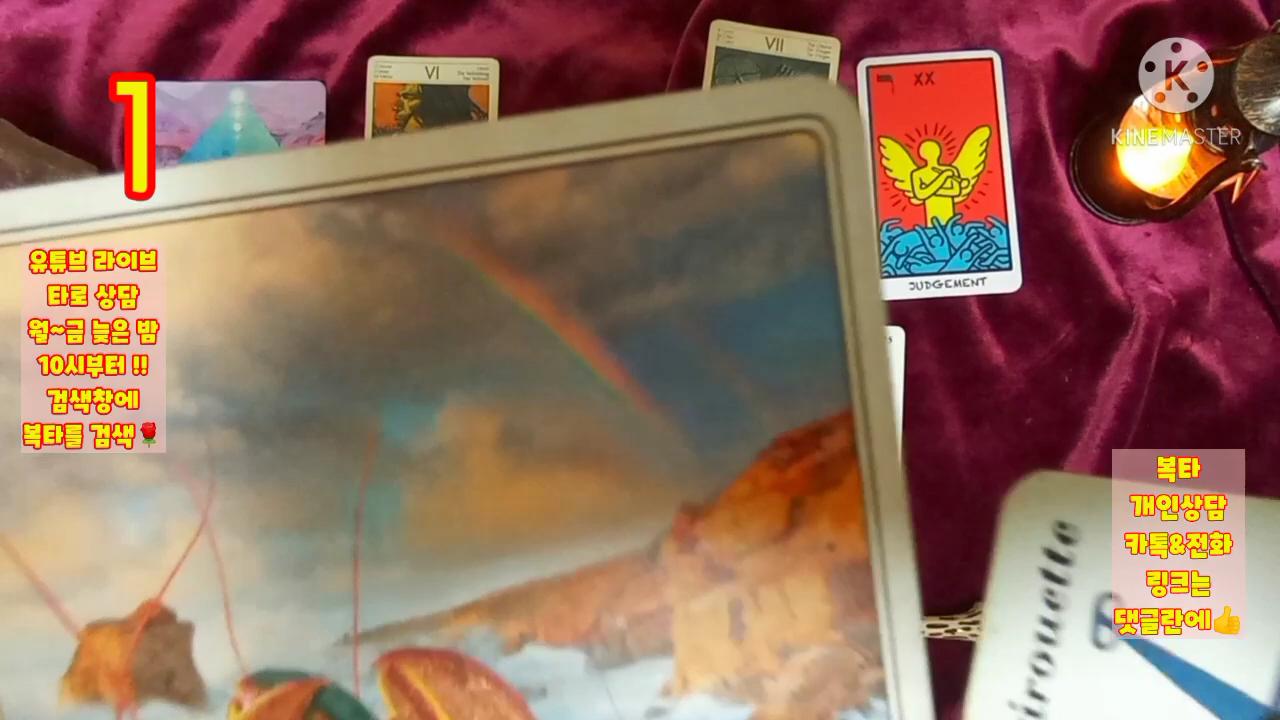 1
VI
VII
XX
JUDGEMENT
K
KINEMASTER
유튜브 라이브
타로 상담
월~금 늦은 밤
10시부터 !!
검색창에
복타를 검색🌹
복타
개인상담
카톡&전화
링크는
댓글란에👍
irouette